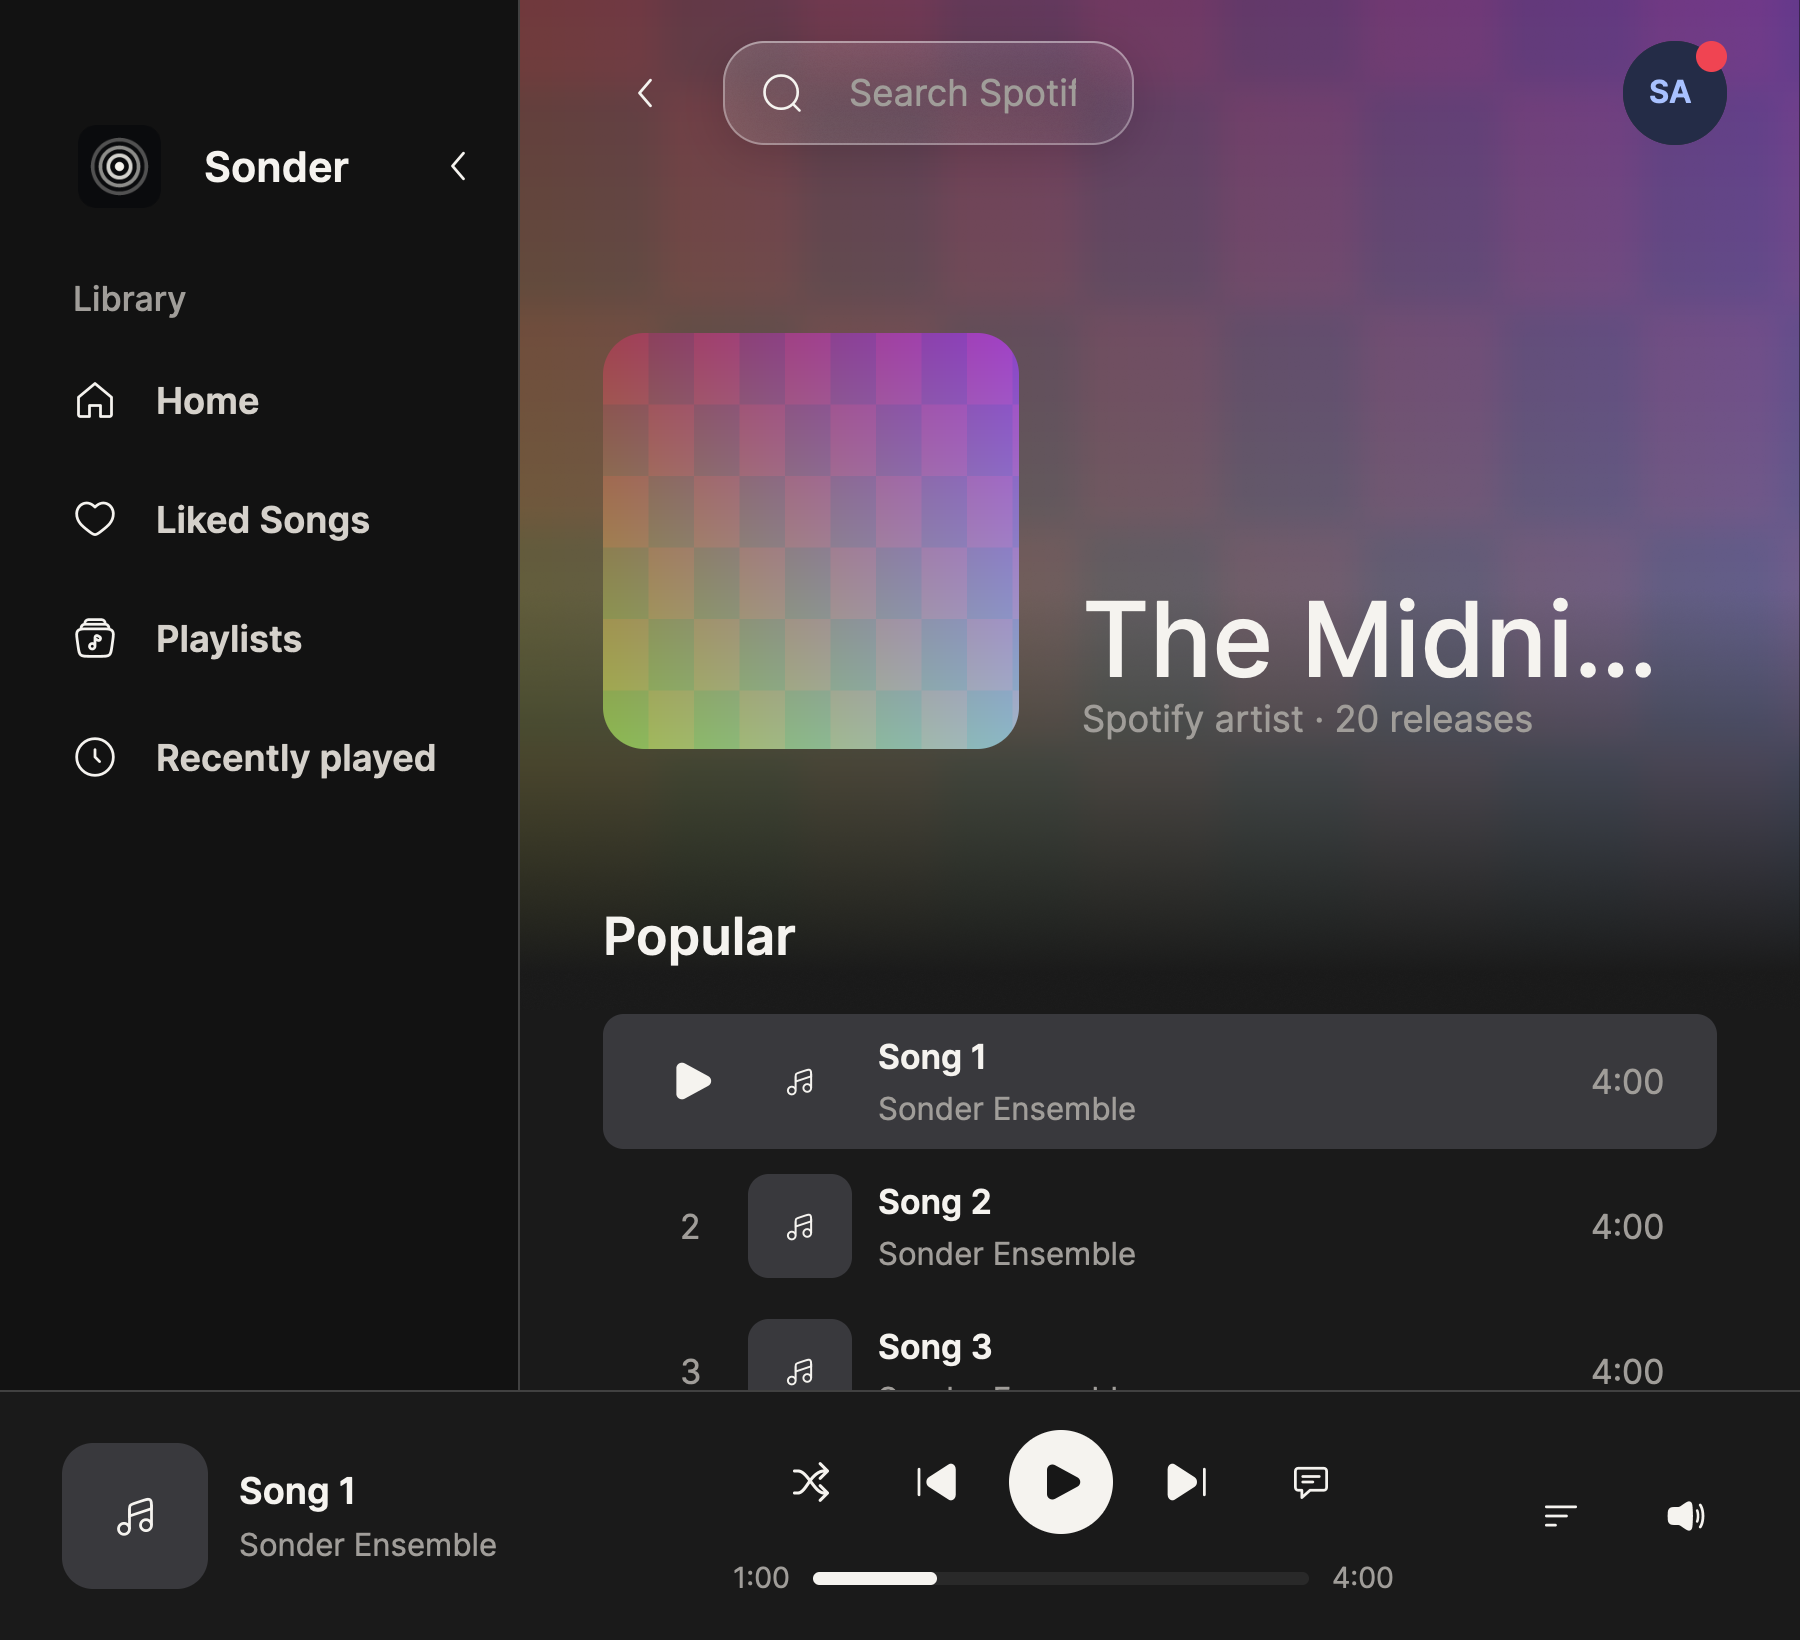 Search Spotif
SA
Sonder
Library
Home
Liked Songs
Playlists
Recently played
The Midni...
Spotify artist · 20 releases
Popular
Song 1
Sonder Ensemble
4:00
2
Song 2
Sonder Ensemble
4:00
3
Song 3
4:00
Song 1
Sonder Ensemble
1:00
4:00